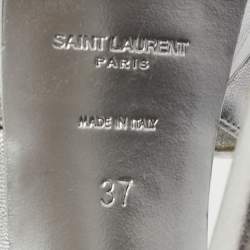 SAINT LAURENT
PARIS
MADE IN ITALY
37